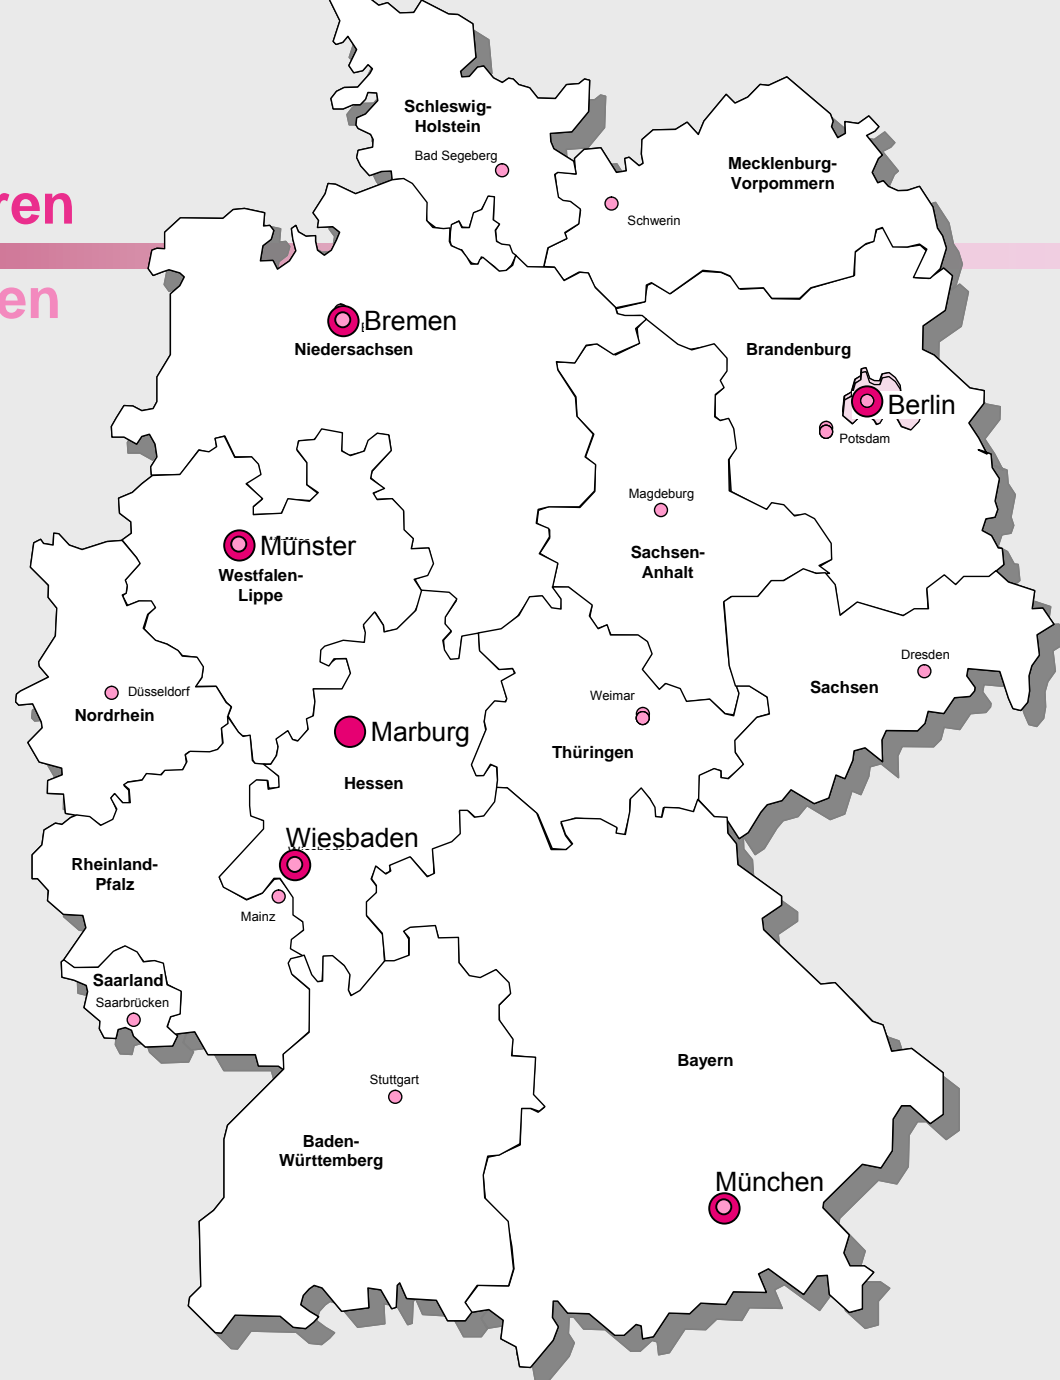 Schleswig-
Holstein
Bad Segeberg
Mecklenburg-
Vorpommern
ren
Schwerin
en
Bremen
Niedersachsen
Brandenburg
Berlin
Potsdam
Magdeburg
Münster
Sachsen-
Anhalt
Westfalen-
Lippe
Dresden
Düsseldorf
Sachsen
Weimar
Nordrhein
Marburg
Thüringen
Hessen
Wiesbaden
Rheinland-
Pfalz
Mainz
Saarland
Saarbrücken
Bayern
Stuttgart
Baden-
Württemberg
München